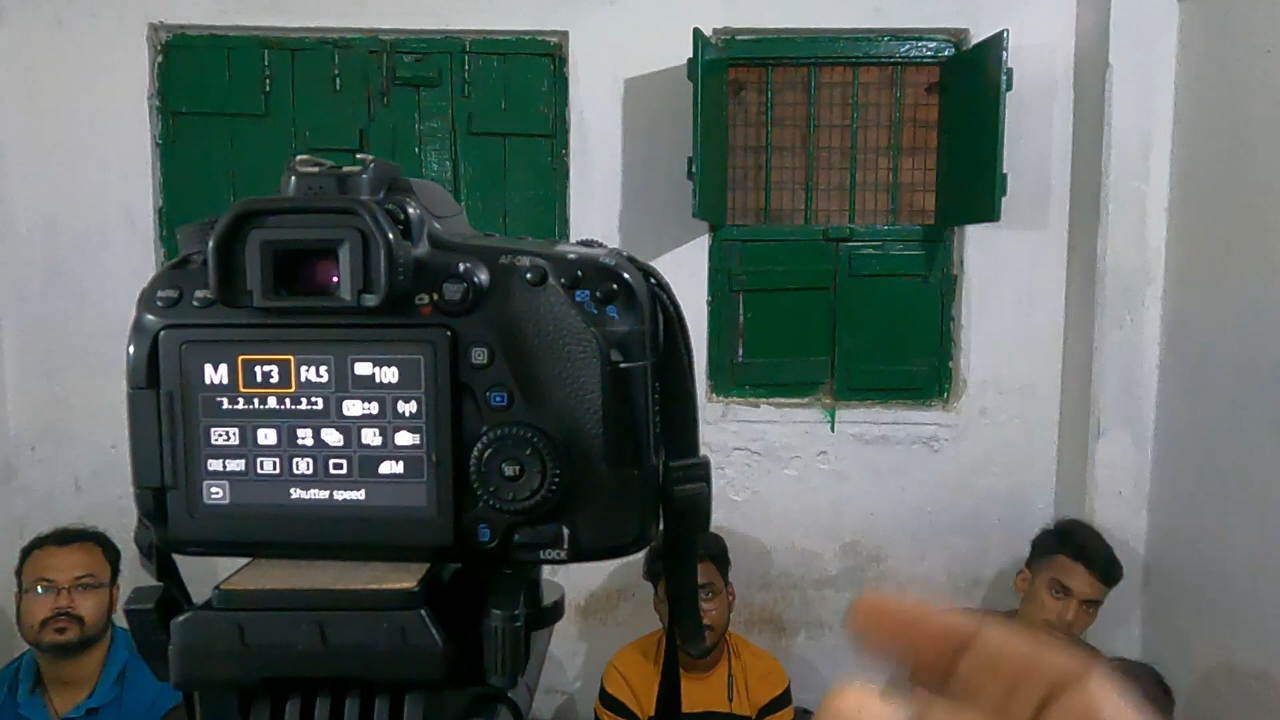 AF-ON
M 1"3 F4.5 ISO 100
-3..2..1..0..1..2..+3
±0
ONE SHOT
M
Shutter speed
Q
SET
LOCK